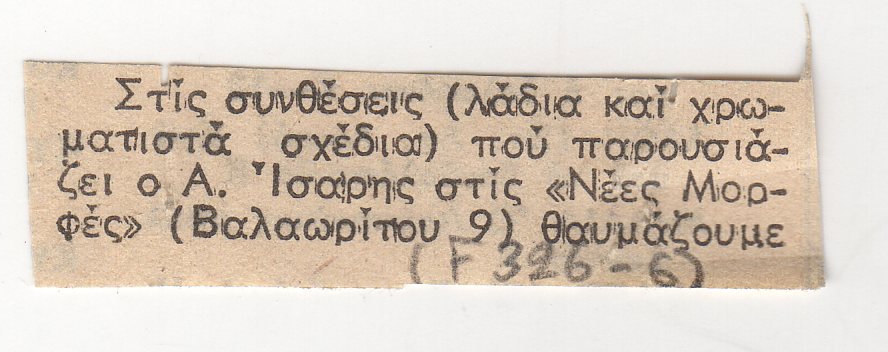 Στίς συνθέσεις (λάδια καί χρω-
ματιστά σχέδια) πού παρουσιά-
ζει ο Α. Ἴσαρης στίς «Νέες Μορ-
φές» (Βαλαωρίτου 9) θαυμάζουμε
(F 326-6)